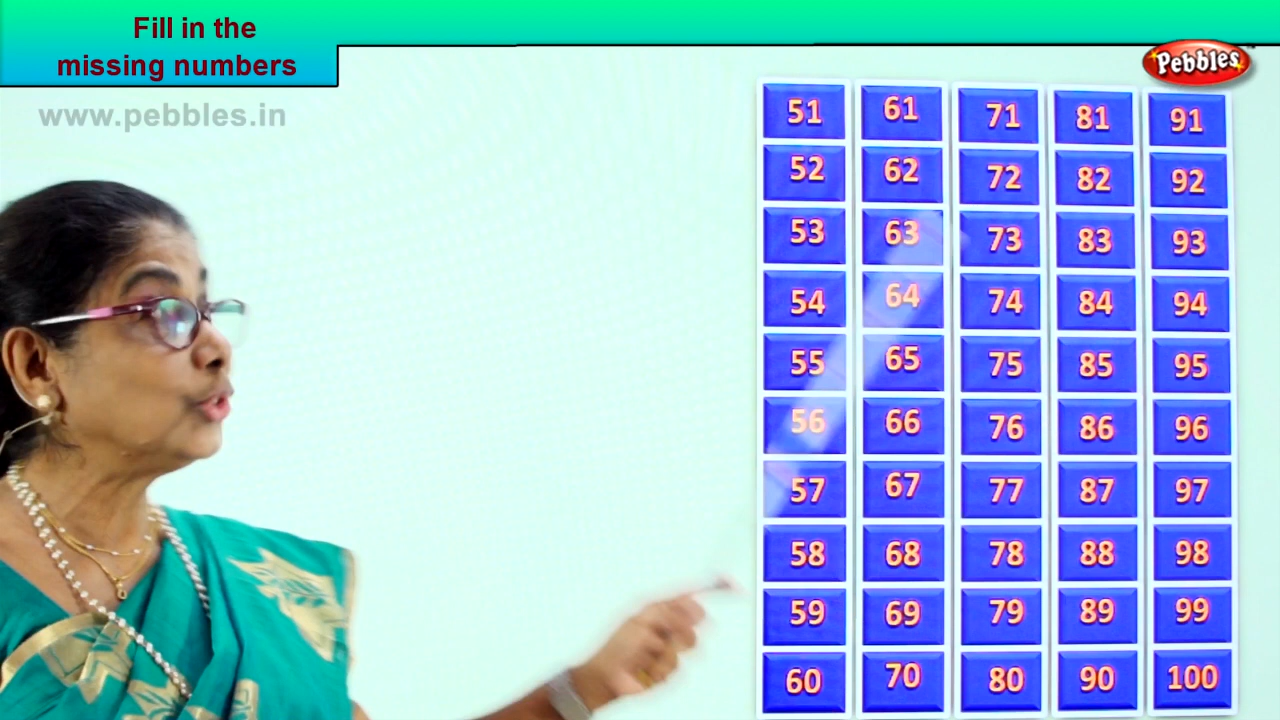 Fill in the
missing numbers
www.pebbles.in
Pebbles
51 61 71 81 91
52 62 72 82 92
53 63 73 83 93
54 64 74 84 94
55 65 75 85 95
56 66 76 86 96
57 67 77 87 97
58 68 78 88 98
59 69 79 89 99
60 70 80 90 100